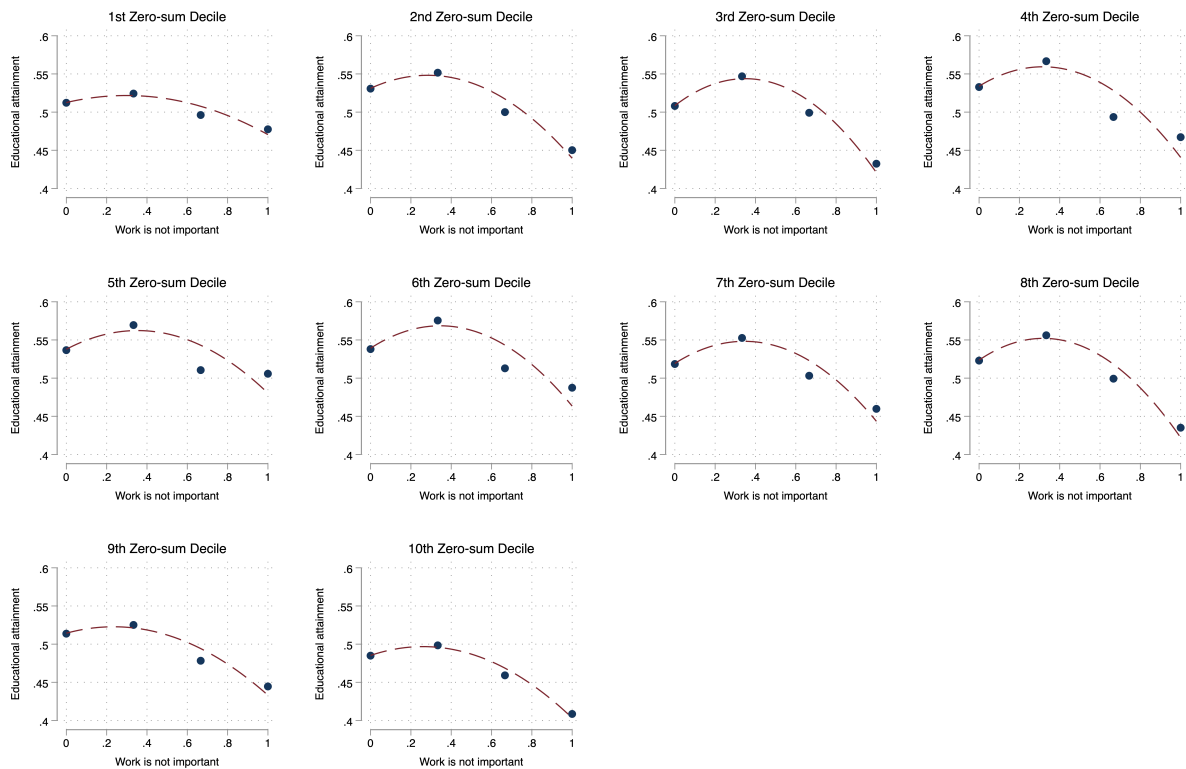 1st Zero-sum Decile
.6
.55
.5
.45
.4
Educational attainment
0 .2 .4 .6 .8 1
Work is not important
2nd Zero-sum Decile
.6
.55
.5
.45
.4
Educational attainment
0 .2 .4 .6 .8 1
Work is not important
3rd Zero-sum Decile
.6
.55
.5
.45
.4
Educational attainment
0 .2 .4 .6 .8 1
Work is not important
4th Zero-sum Decile
.6
.55
.5
.45
.4
Educational attainment
0 .2 .4 .6 .8 1
Work is not important
5th Zero-sum Decile
.6
.55
.5
.45
.4
Educational attainment
0 .2 .4 .6 .8 1
Work is not important
6th Zero-sum Decile
.6
.55
.5
.45
.4
Educational attainment
0 .2 .4 .6 .8 1
Work is not important
7th Zero-sum Decile
.6
.55
.5
.45
.4
Educational attainment
0 .2 .4 .6 .8 1
Work is not important
8th Zero-sum Decile
.6
.55
.5
.45
.4
Educational attainment
0 .2 .4 .6 .8 1
Work is not important
9th Zero-sum Decile
.6
.55
.5
.45
.4
Educational attainment
0 .2 .4 .6 .8 1
Work is not important
10th Zero-sum Decile
.6
.55
.5
.45
.4
Educational attainment
0 .2 .4 .6 .8 1
Work is not important